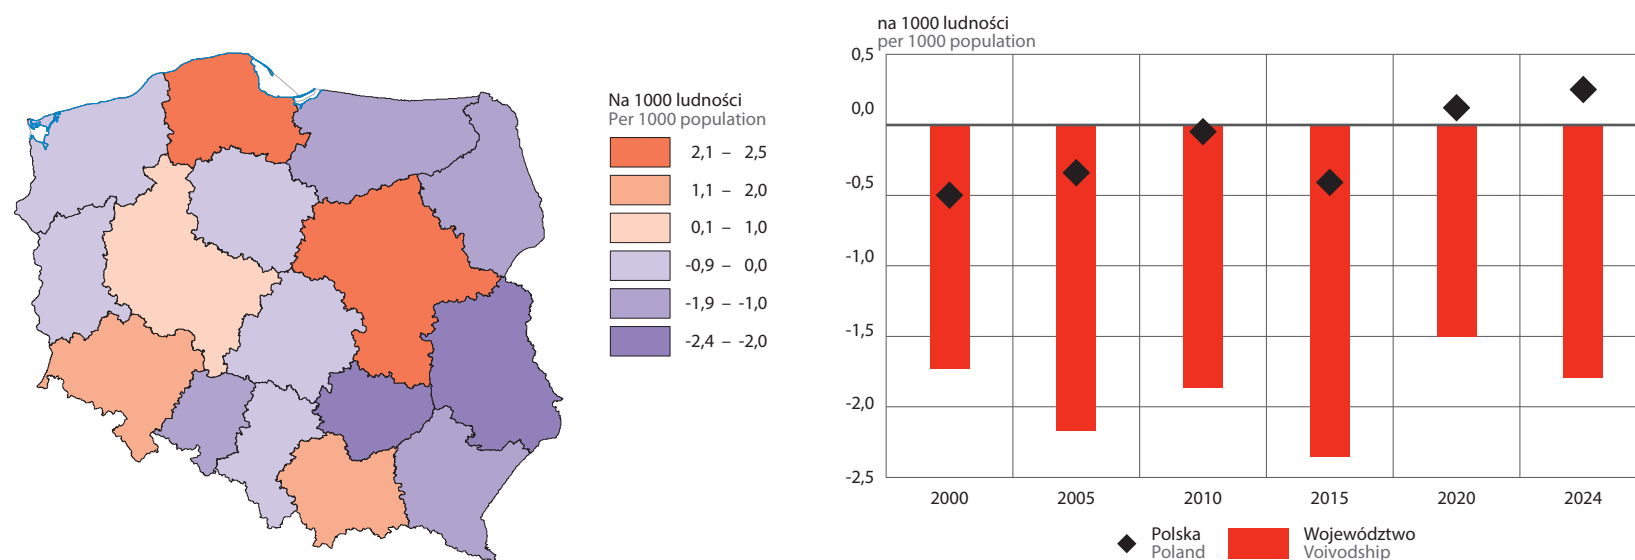 Na 1000 ludności
Per 1000 population
2,1 – 2,5
1,1 – 2,0
0,1 – 1,0
-0,9 – 0,0
-1,9 – -1,0
-2,4 – -2,0
na 1000 ludności
per 1000 population
0,5
0,0
-0,5
-1,0
-1,5
-2,0
-2,5
2000 2005 2010 2015 2020 2024
Polska Województwo
Poland Voivodship